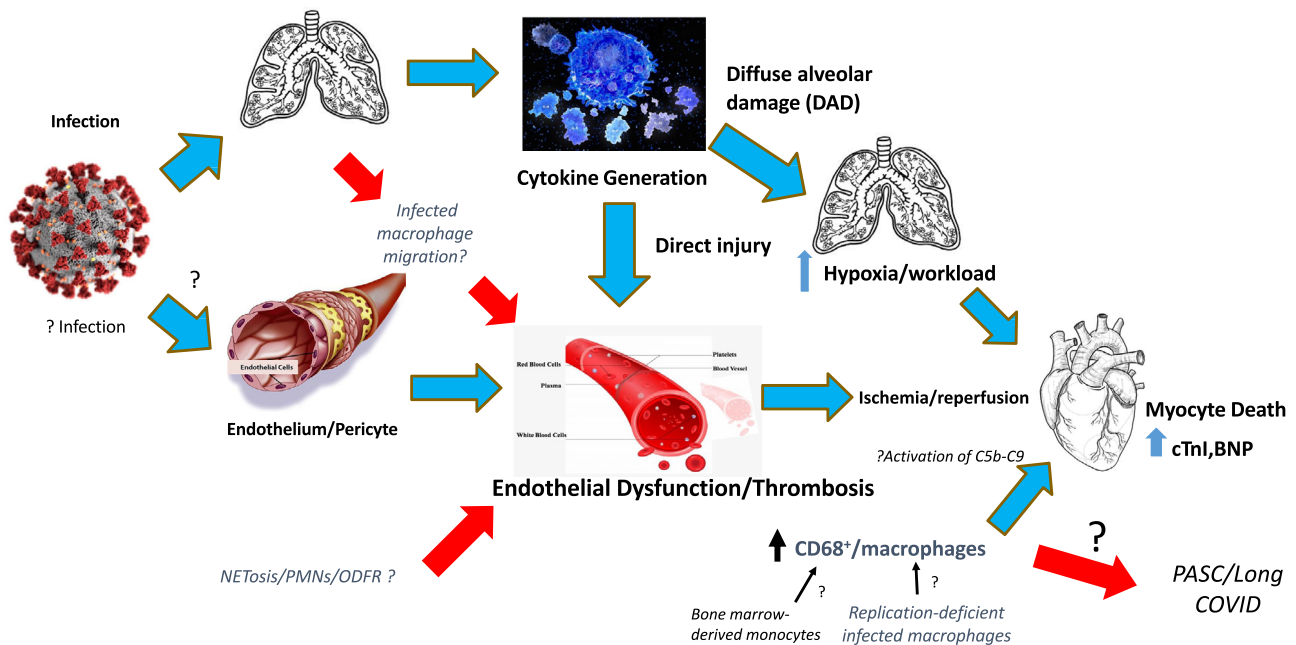 Infection
Diffuse alveolar
damage (DAD)
Cytokine Generation
Infected
macrophage
migration?
Direct injury
?
Hypoxia/workload
? Infection
Endothelial Cells
Endothelium/Pericyte
Red Blood Cells
Platelets
Blood Vessel
Plasma
White Blood Cells
Ischemia/reperfusion
Myocyte Death
cTnI,BNP
?Activation of C5b-C9
Endothelial Dysfunction/Thrombosis
NETosis/PMNs/ODFR ?
CD68⁺/macrophages
?
?
?
PASC/Long
COVID
Bone marrow-
derived monocytes
Replication-deficient
infected macrophages